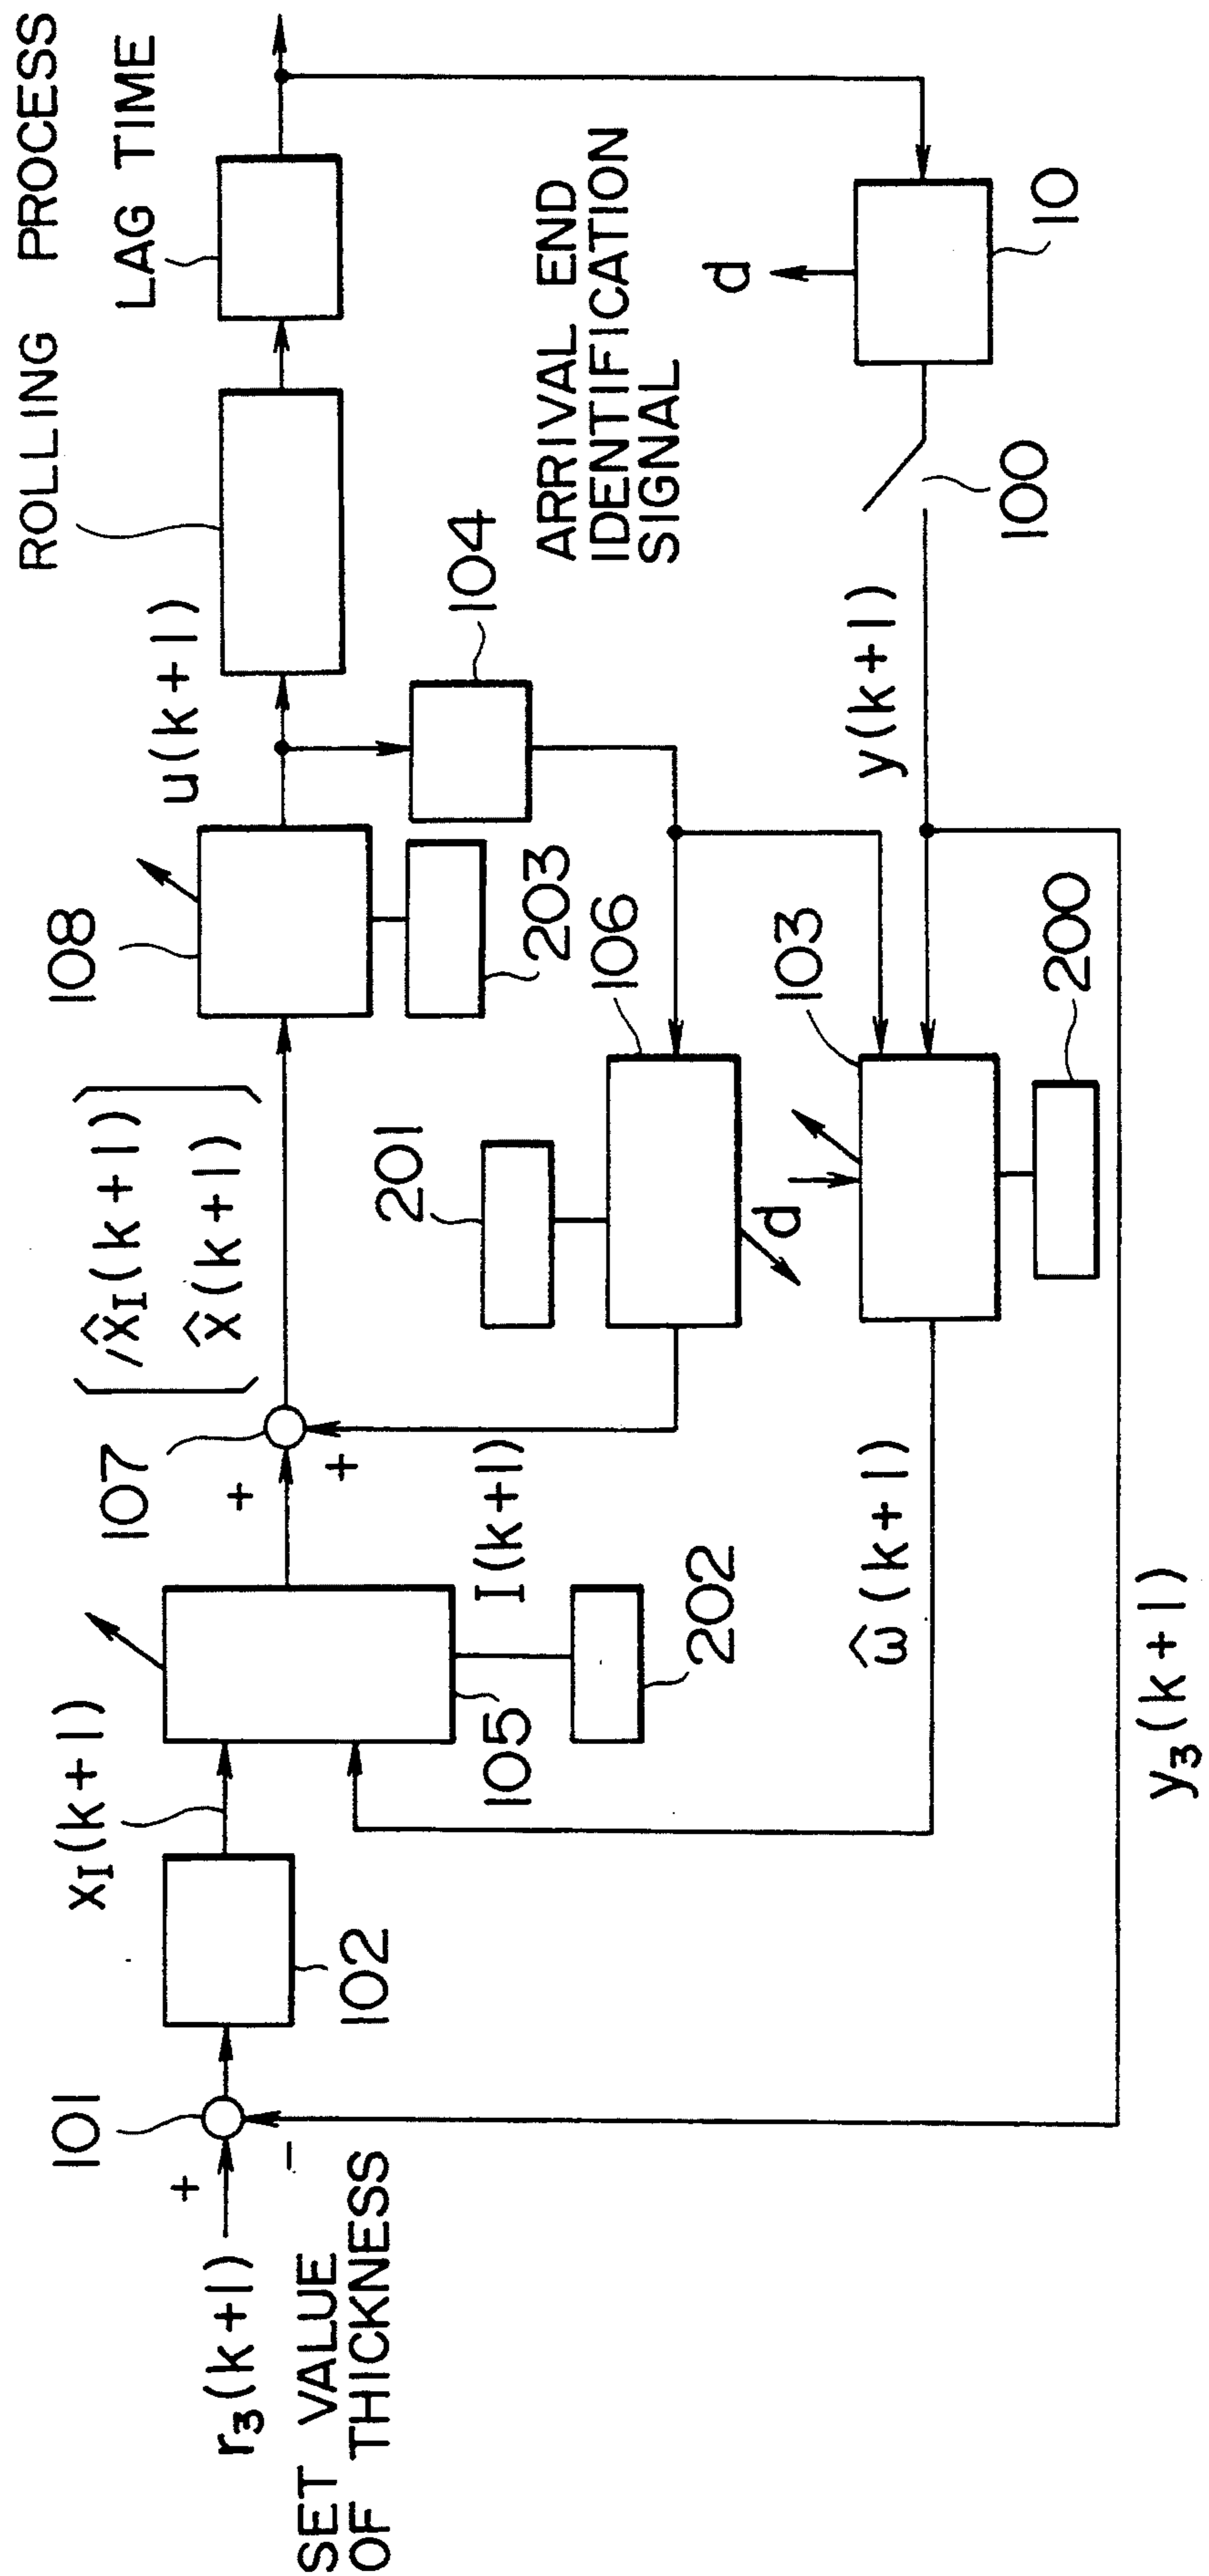 ROLLING PROCESS
LAG TIME
u(k+1)
108
203
104
ARRIVAL END
IDENTIFICATION
SIGNAL
d
10
100
y(k+1)
106
103
200
201
d
(x̂I(k+1)
x̂(k+1))
107
+
+
I(k+1)
202
ω̂(k+1)
xI(k+1)
105
102
101
+
−
r3(k+1)
SET VALUE
OF THICKNESS
y3(k+1)